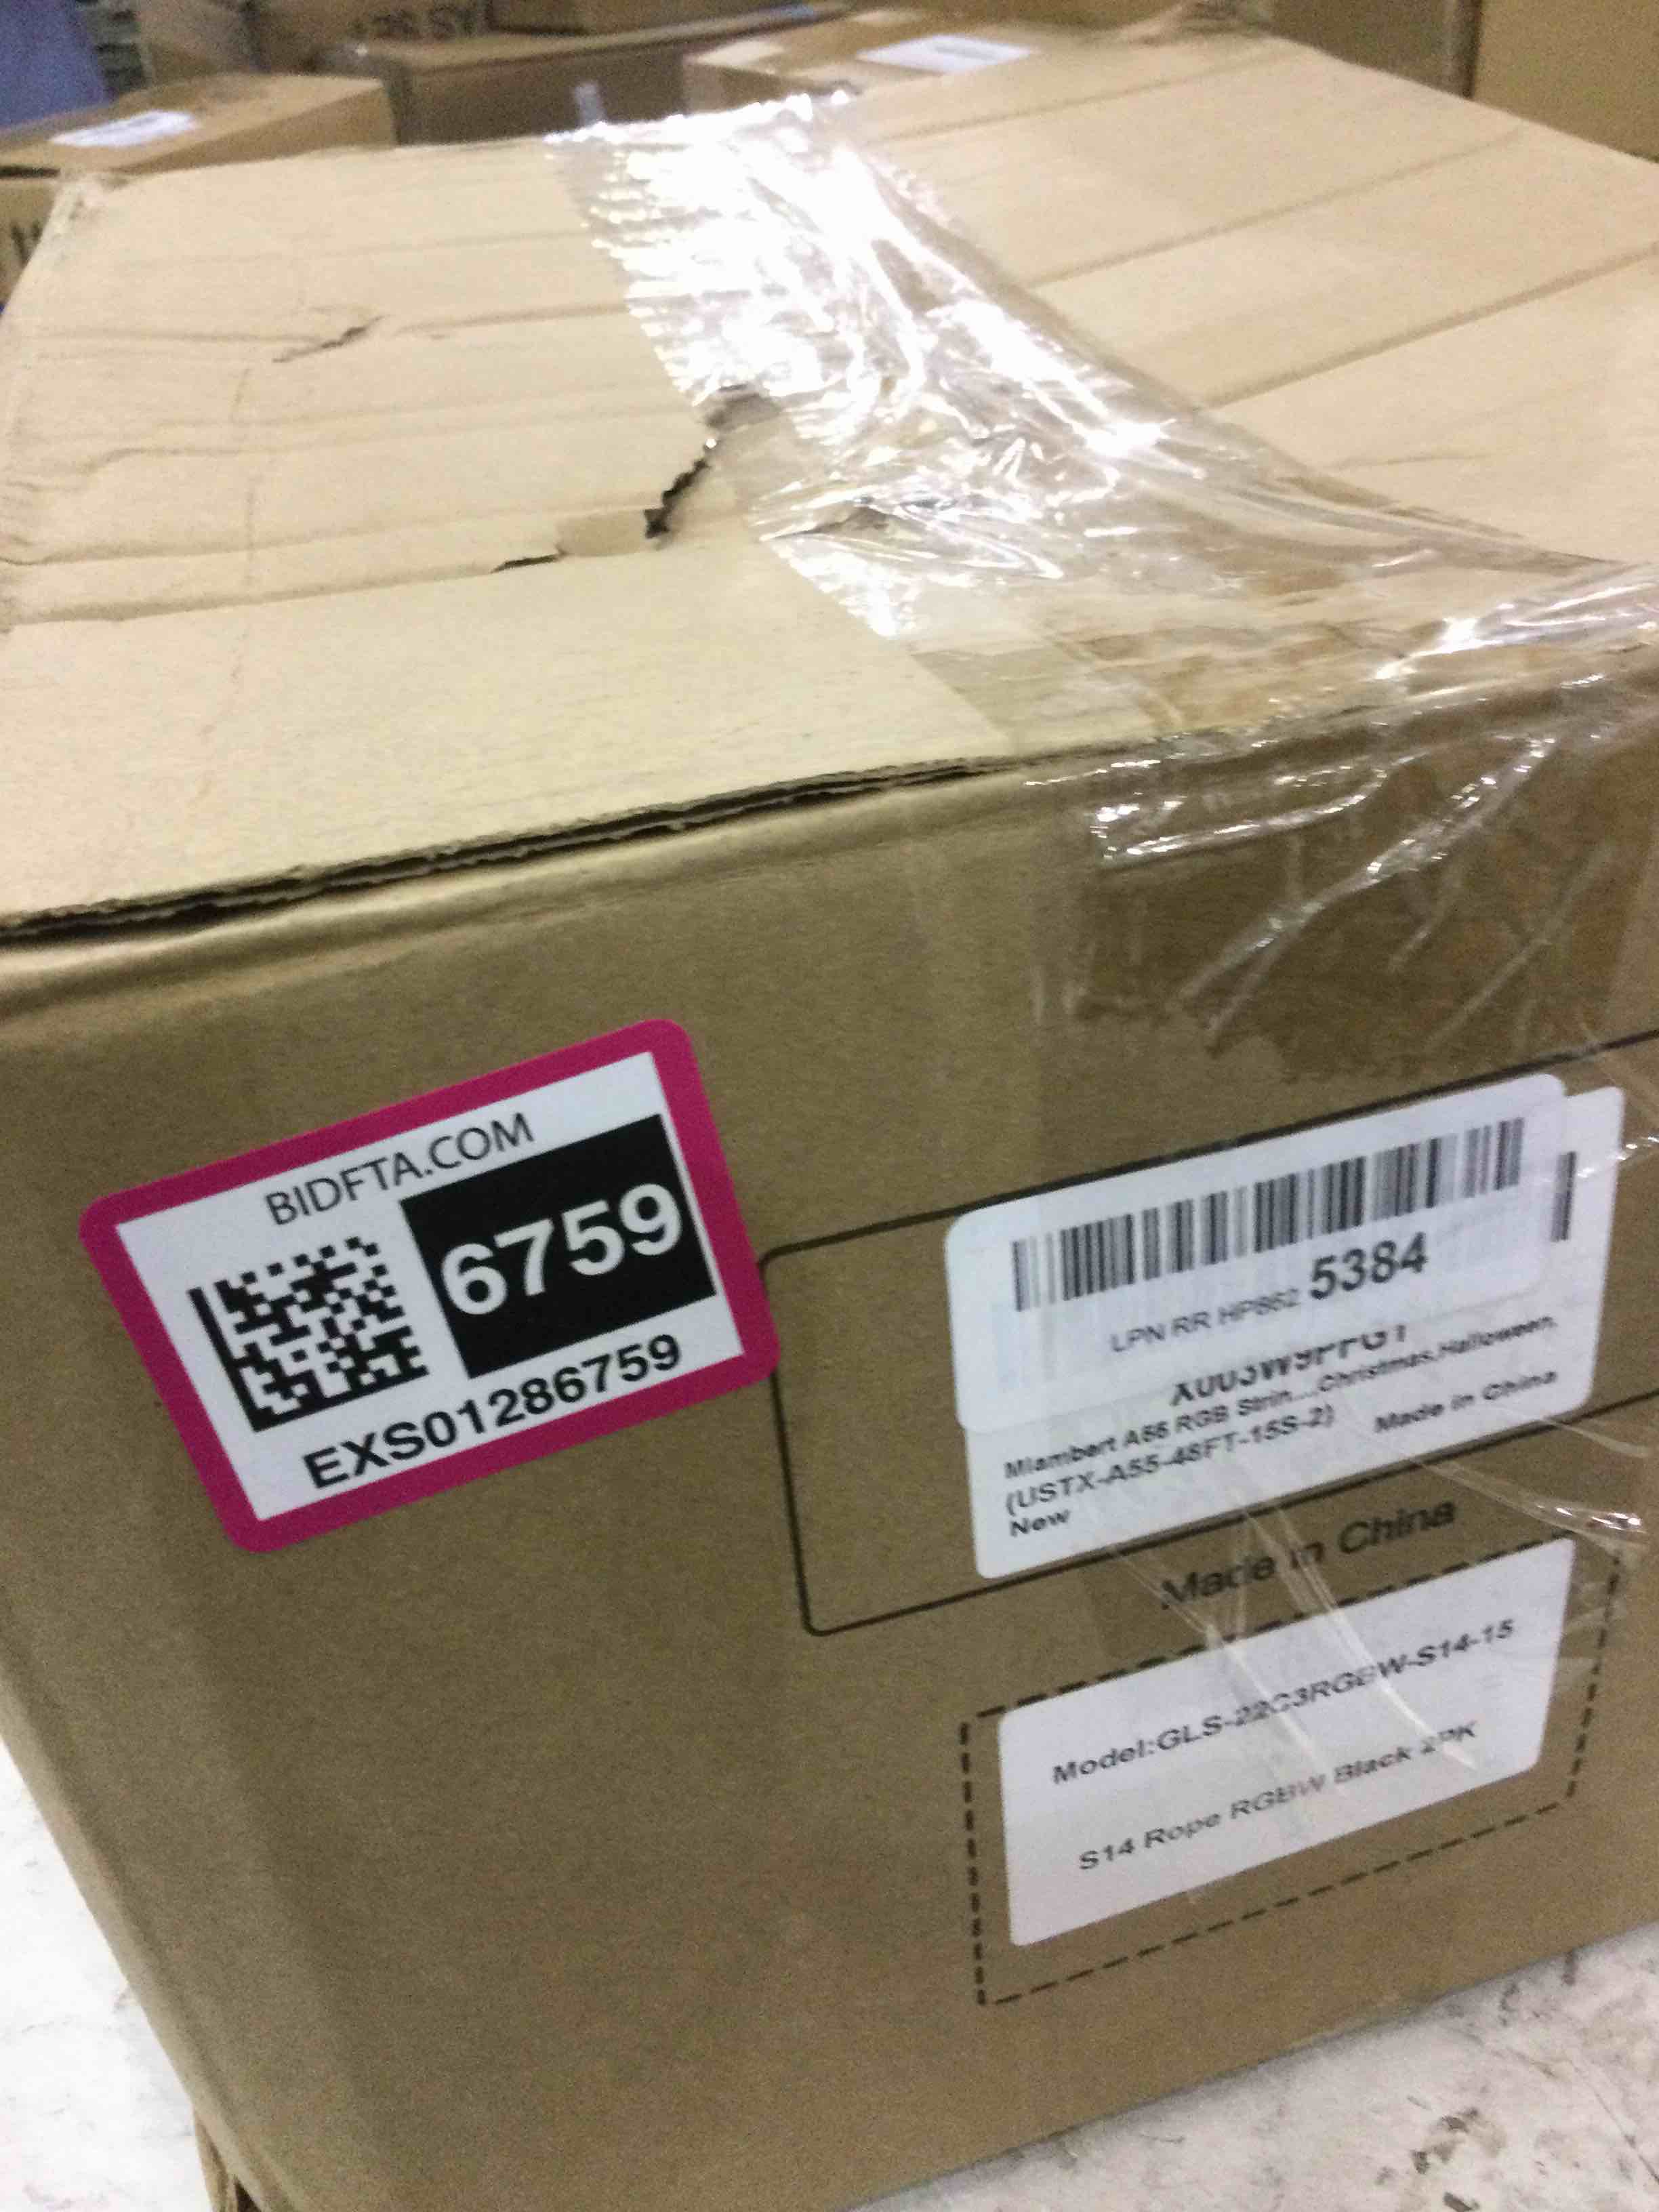 BIDFTA.COM
6759
EXS01286759
LPN RR HP862 5384
Mlambert A55 RGB Strin....Christmas,Halloween,
(USTX-A55-48FT-15S-2)
New
Made in China
Made in China
Model:GLS-22C3RGBW-S14-15
S14 Rope RGBW Black 2PK